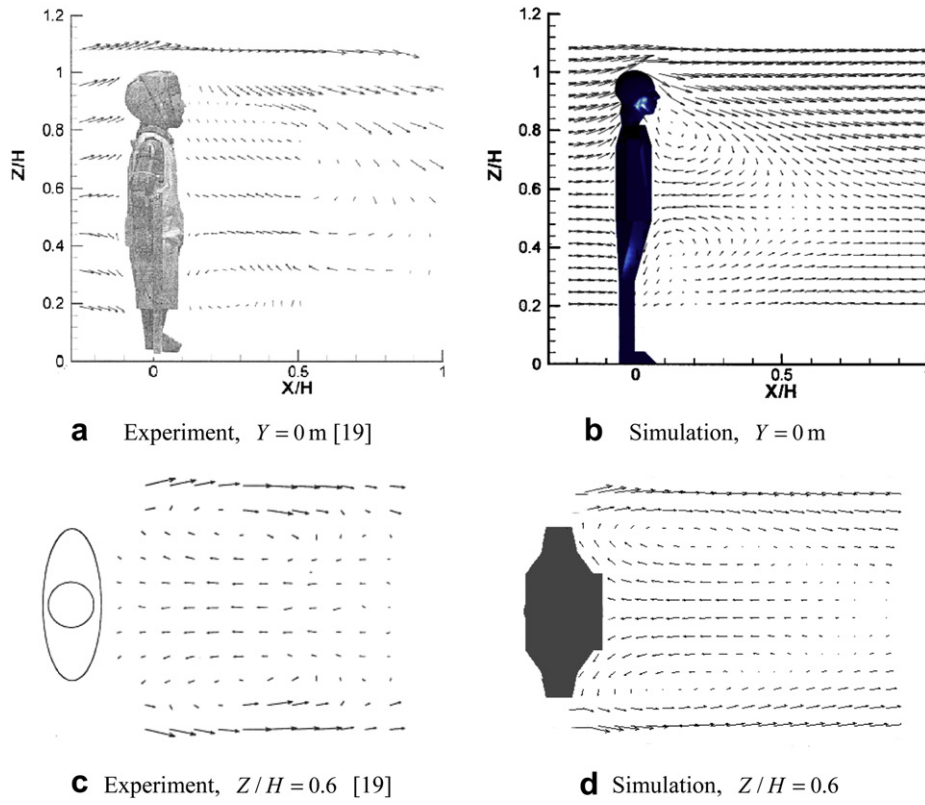 1.2
1
0.8
0.6
0.4
0.2
0
Z/H
0
0.5
1
X/H
a Experiment, Y = 0 m [19]
1.2
1
0.8
0.6
0.4
0.2
0
Z/H
0
0.5
1
X/H
b Simulation, Y = 0 m
c Experiment, Z / H = 0.6 [19]
d Simulation, Z / H = 0.6